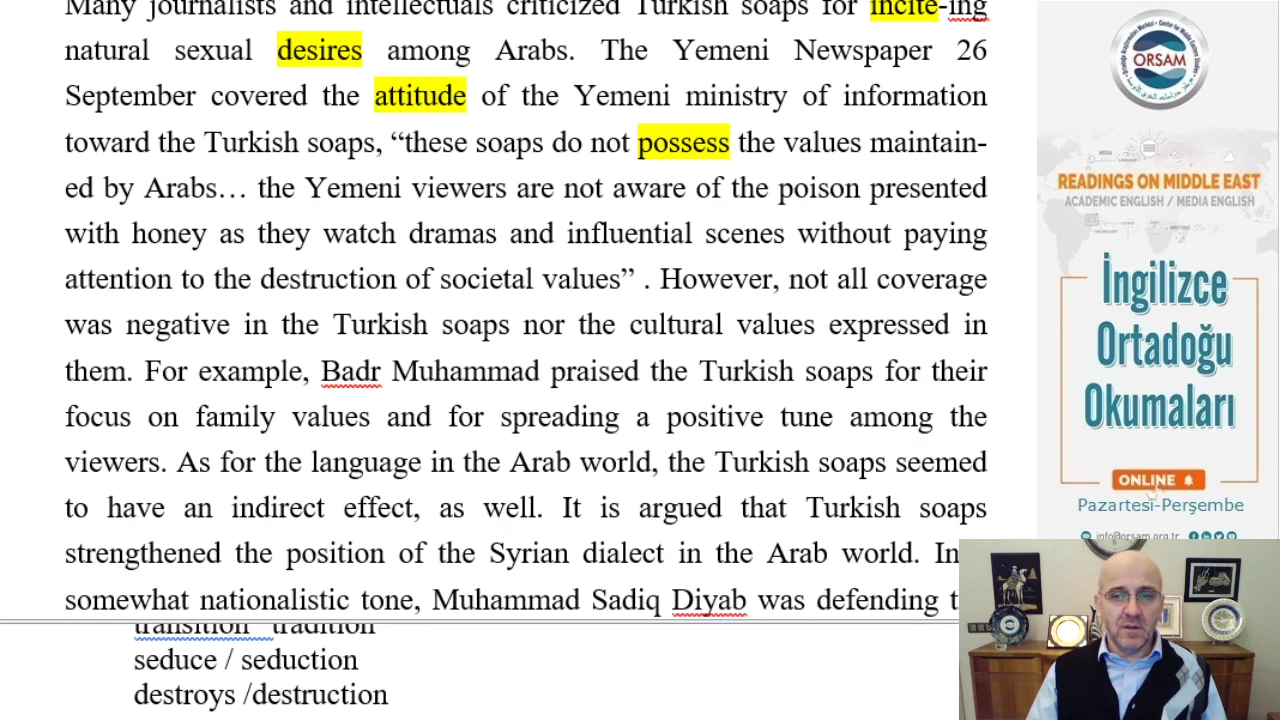 Many journalists and intellectuals criticized Turkish soaps for incite-ing
natural sexual desires among Arabs. The Yemeni Newspaper 26
September covered the attitude of the Yemeni ministry of information
toward the Turkish soaps, “these soaps do not possess the values maintain-
ed by Arabs… the Yemeni viewers are not aware of the poison presented
with honey as they watch dramas and influential scenes without paying
attention to the destruction of societal values” . However, not all coverage
was negative in the Turkish soaps nor the cultural values expressed in
them. For example, Badr Muhammad praised the Turkish soaps for their
focus on family values and for spreading a positive tune among the
viewers. As for the language in the Arab world, the Turkish soaps seemed
to have an indirect effect, as well. It is argued that Turkish soaps
strengthened the position of the Syrian dialect in the Arab world. In
somewhat nationalistic tone, Muhammad Sadiq Diyab was defending t
transition tradition
seduce / seduction
destroys /destruction
ORSAM
READINGS ON MIDDLE EAST
ACADEMIC ENGLISH / MEDIA ENGLISH
İngilizce
Ortadoğu
Okumaları
ONLINE
Pazartesi-Perşembe
info@orsam.org.tr